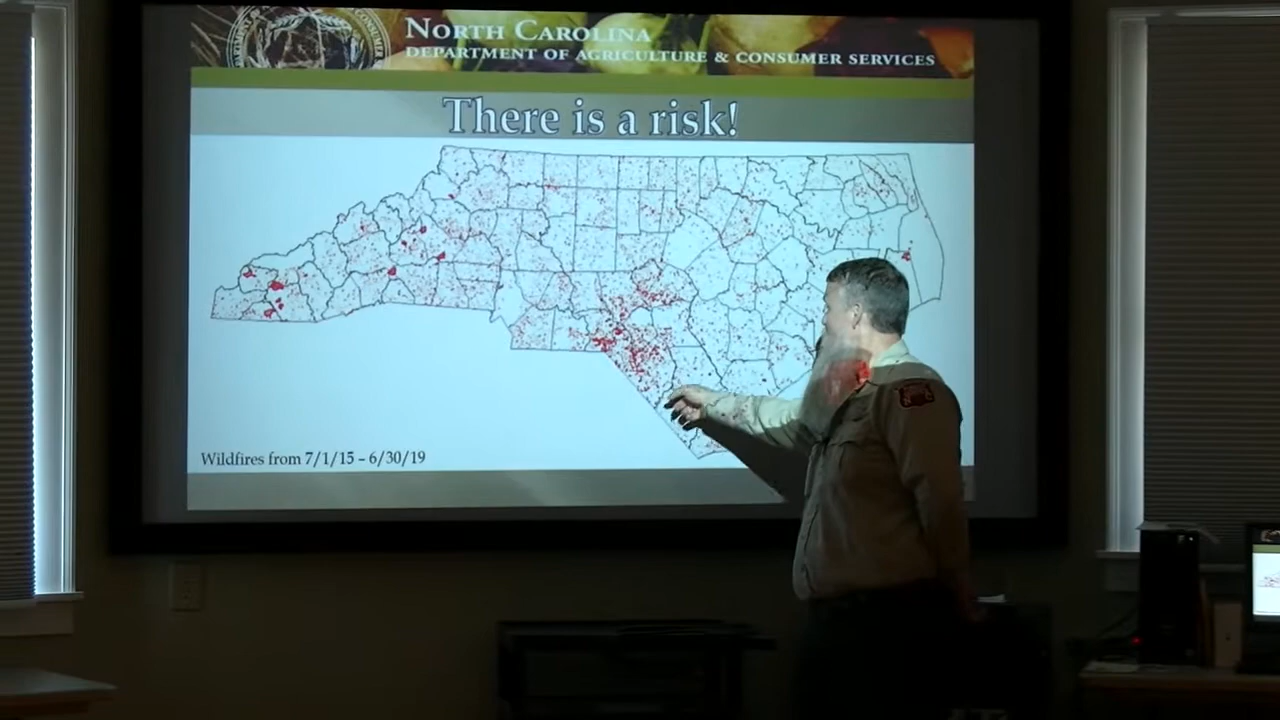 NORTH CAROLINA
DEPARTMENT OF AGRICULTURE & CONSUMER SERVICES
There is a risk!
Wildfires from 7/1/15 – 6/30/19